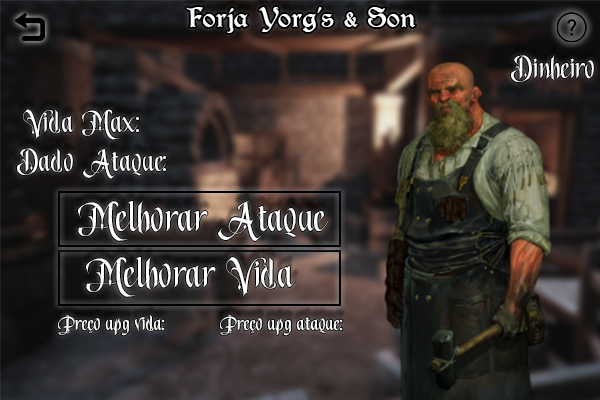 Forja Yorg's & Son
?
Dinheiro
Vida Max:
Dado Ataque:
Melhorar Ataque
Melhorar Vida
Preço upg vida:
Preço upg ataque: